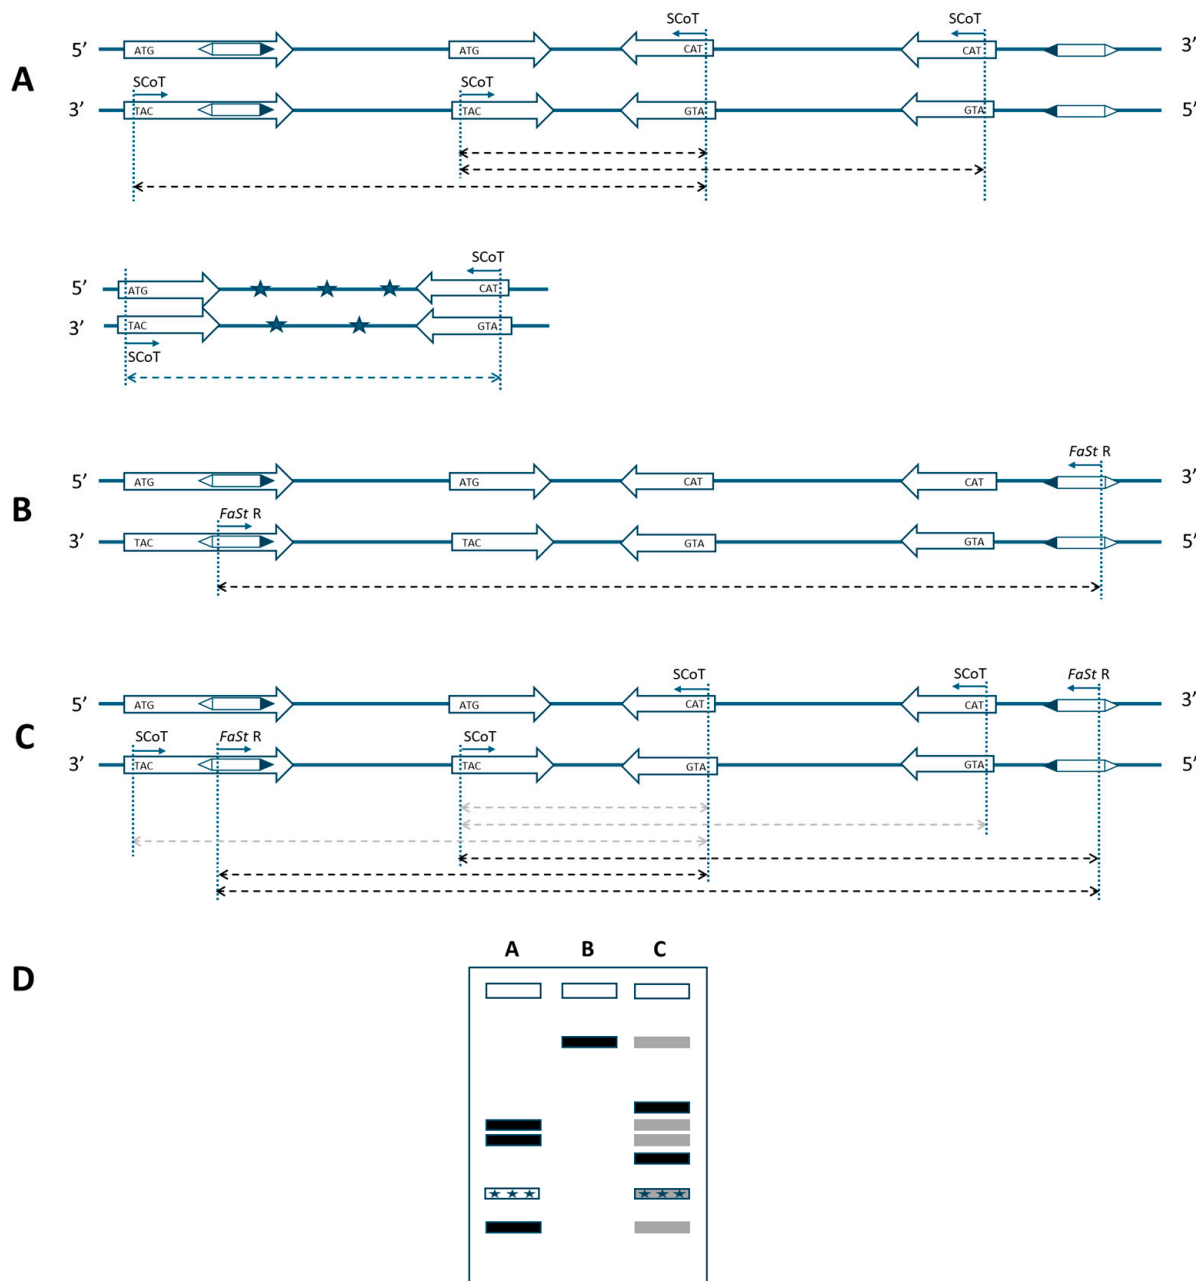 SCoT SCoT
5’ ATG ATG CAT CAT 3’
A
SCoT SCoT
3’ TAC TAC GTA GTA 5’
SCoT
5’ ATG CAT
3’ TAC GTA
SCoT
FaSt R
5’ ATG ATG CAT CAT 3’
B
FaSt R
3’ TAC TAC GTA GTA 5’
SCoT SCoT FaSt R
5’ ATG ATG CAT CAT 3’
C
SCoT FaSt R SCoT
3’ TAC TAC GTA GTA 5’
D
A B C